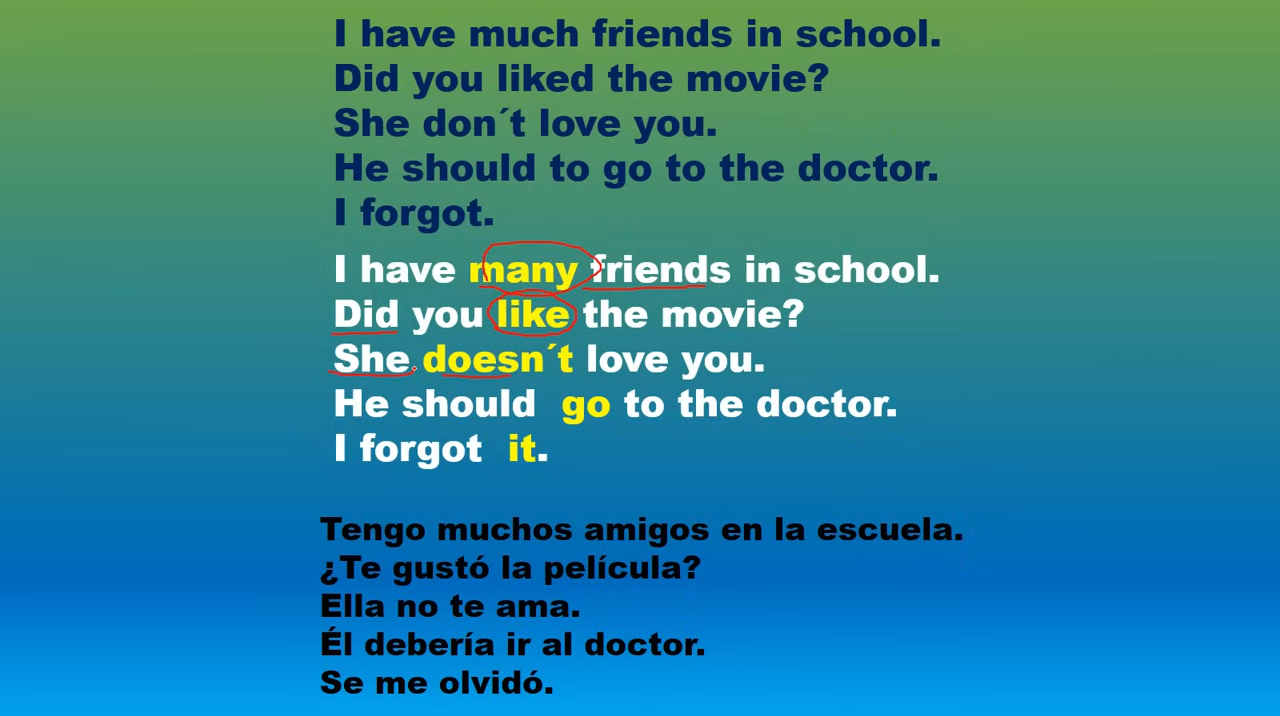 I have much friends in school.
Did you liked the movie?
She don´t love you.
He should to go to the doctor.
I forgot.
I have many friends in school.
Did you like the movie?
She doesn´t love you.
He should go to the doctor.
I forgot it.
Tengo muchos amigos en la escuela.
¿Te gustó la película?
Ella no te ama.
Él debería ir al doctor.
Se me olvidó.